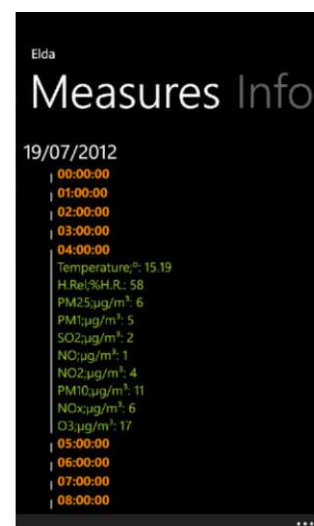 Elda
Measures Info
19/07/2012
00:00:00
01:00:00
02:00:00
03:00:00
04:00:00
Temperature;º: 15.19
H.Rel;%H.R.: 58
PM25;µg/m³: 6
PM1;µg/m³: 5
SO2;µg/m³: 2
NO;µg/m³: 1
NO2;µg/m³: 4
PM10;µg/m³: 11
NOx;µg/m³: 6
O3;µg/m³: 17
05:00:00
06:00:00
07:00:00
08:00:00